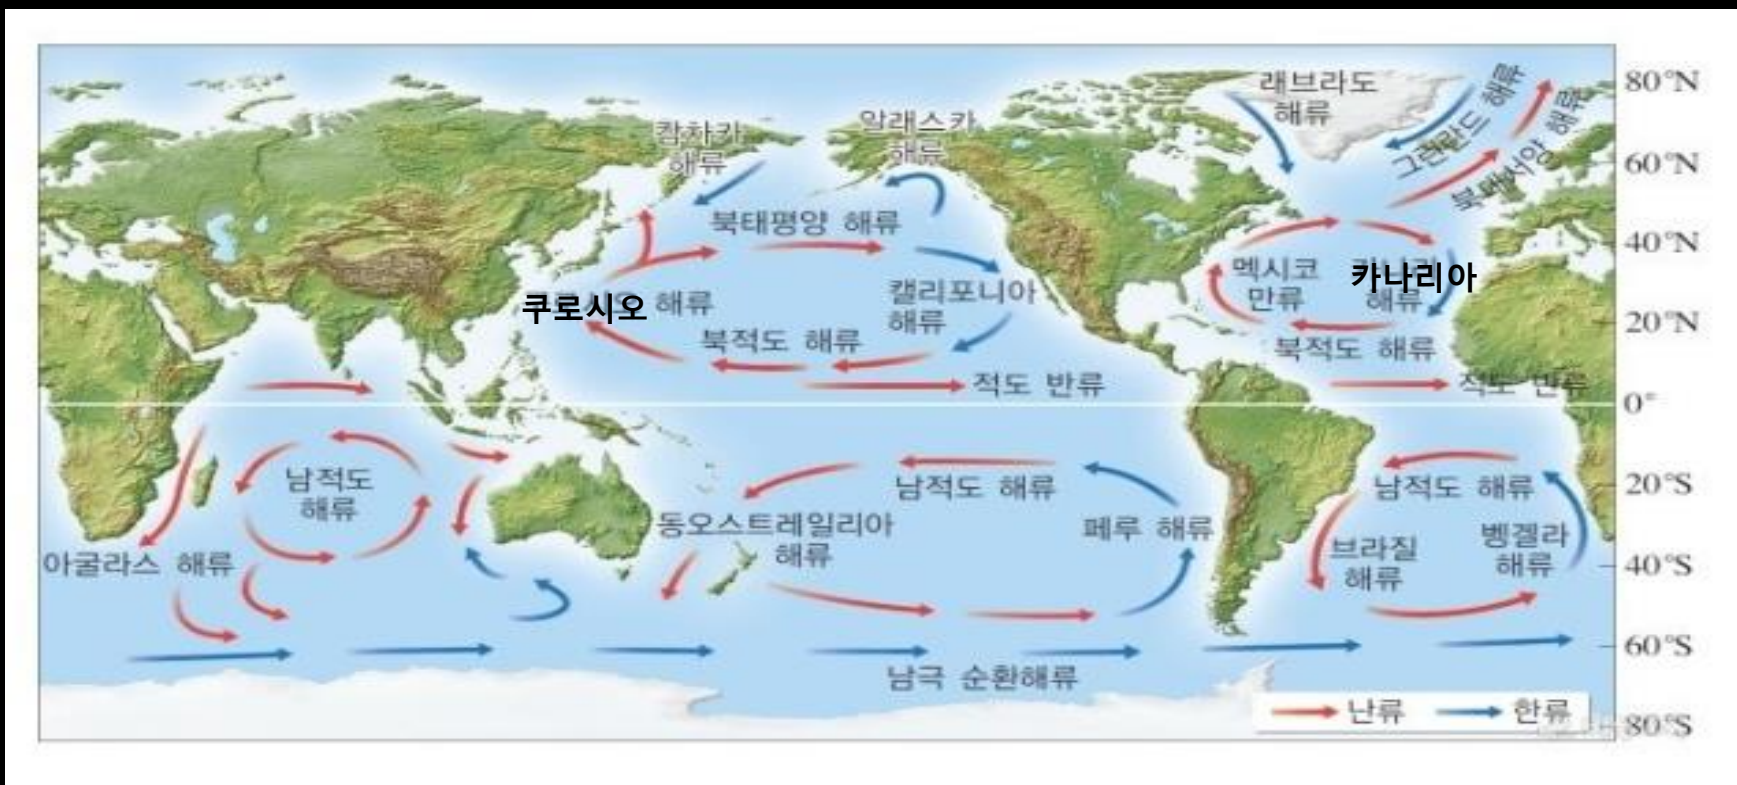 래브라도
해류
그린란드 해류
80°N
캄차카
해류
알래스카
해류
60°N
북대서양 해류
북태평양 해류
40°N
멕시코
만류
카나리아
해류
캘리포니아
해류
쿠로시오 해류
20°N
북적도 해류
북적도 해류
적도 반류
적도 반류
0°
남적도
해류
남적도 해류
남적도 해류
20°S
동오스트레일리아
해류
페루 해류
브라질
해류
벵겔라
해류
아굴라스 해류
40°S
60°S
남극 순환해류
난류
한류
80°S